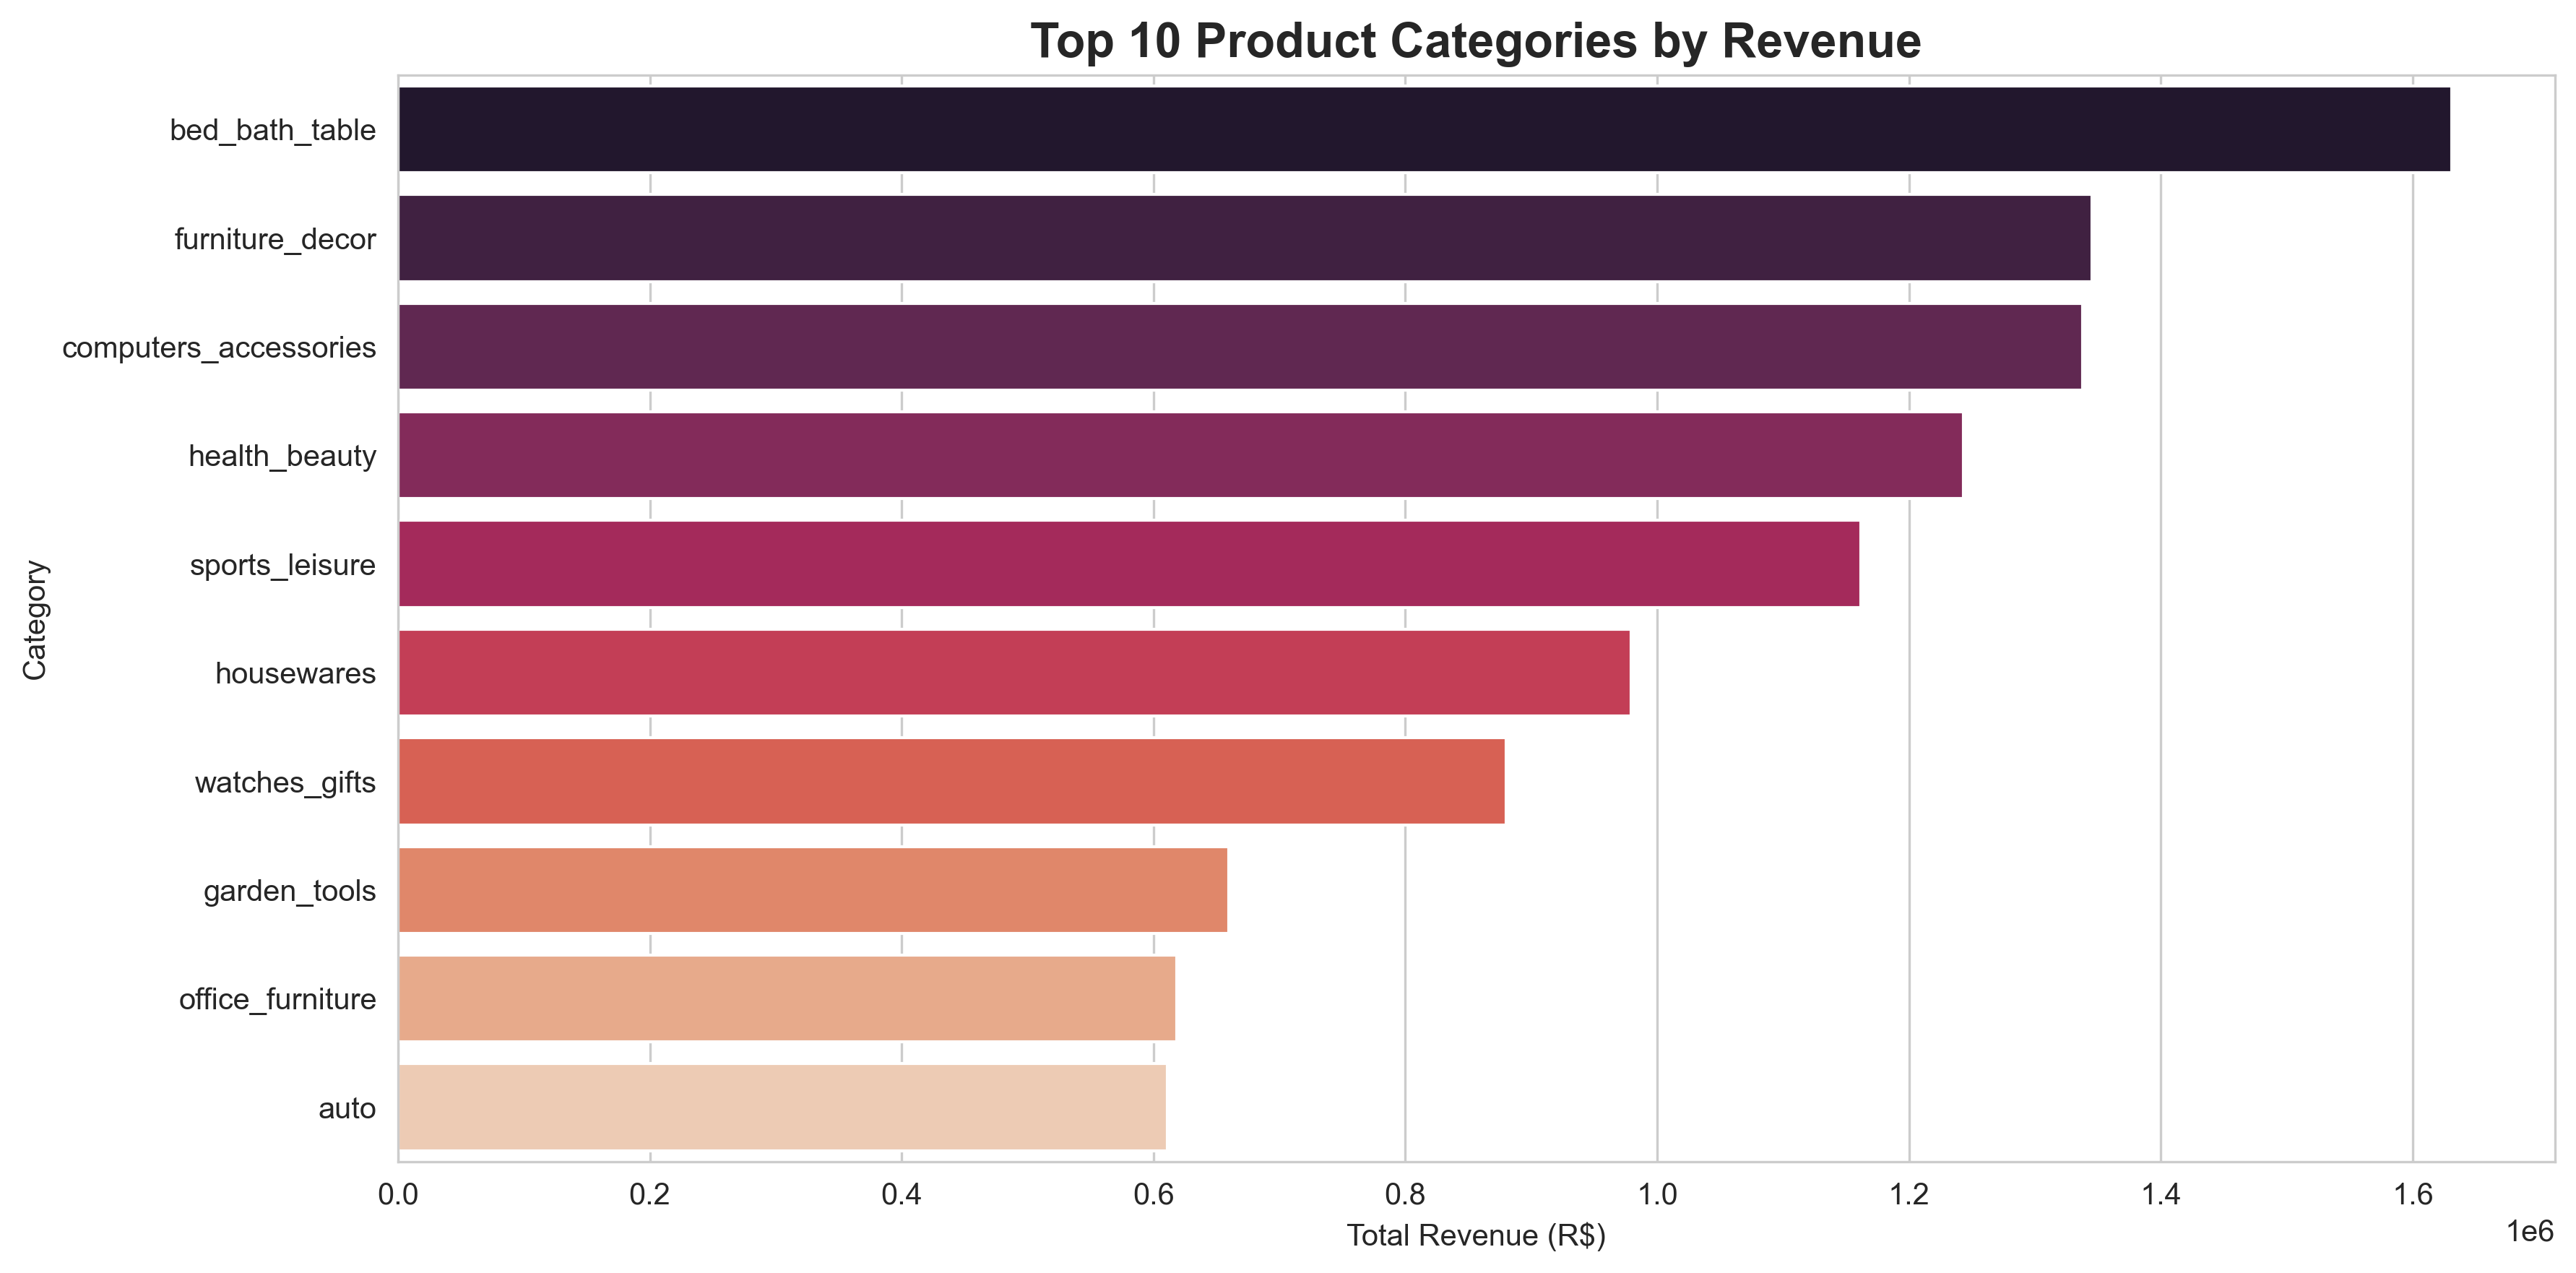 Top 10 Product Categories by Revenue
bed_bath_table
furniture_decor
computers_accessories
health_beauty
sports_leisure
housewares
watches_gifts
garden_tools
office_furniture
auto
Category
0.0 0.2 0.4 0.6 0.8 1.0 1.2 1.4 1.6
Total Revenue (R$)
1e6